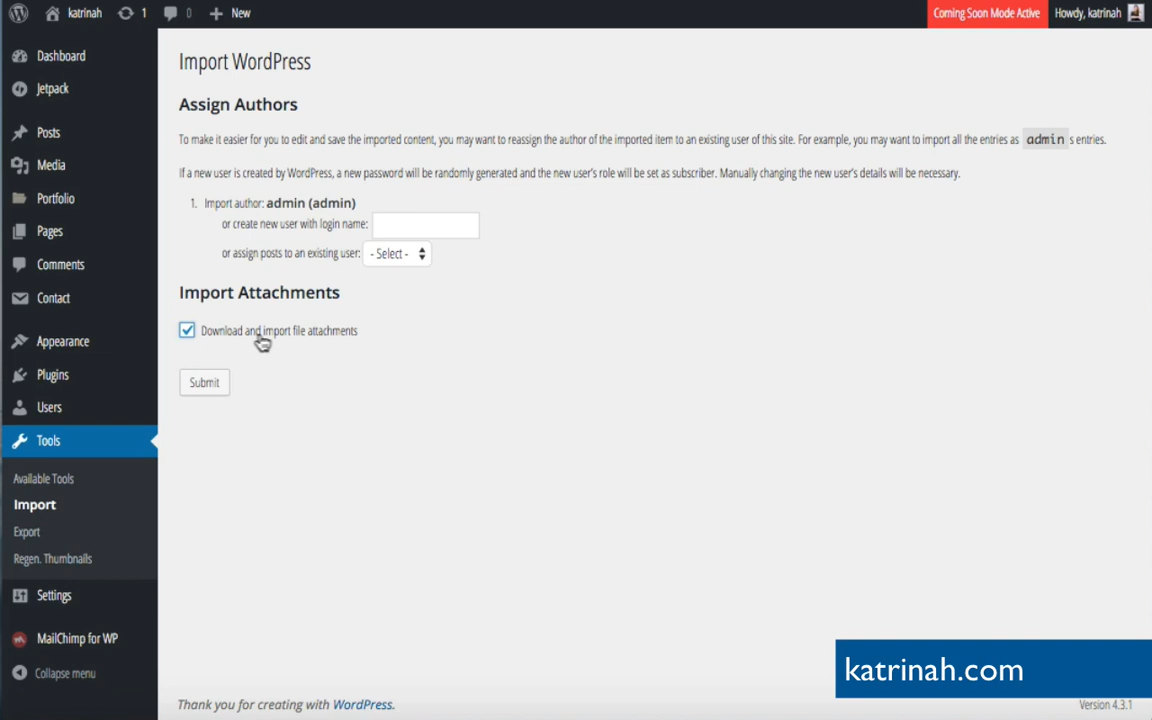 katrinah 1 0 New Coming Soon Mode Active Howdy, katrinah
Dashboard
Jetpack
Posts
Media
Portfolio
Pages
Comments
Contact
Appearance
Plugins
Users
Tools
Available Tools
Import
Export
Regen. Thumbnails
Settings
MailChimp for WP
Collapse menu
Import WordPress
Assign Authors
To make it easier for you to edit and save the imported content, you may want to reassign the author of the imported item to an existing user of this site. For example, you may want to import all the entries as admin s entries.
If a new user is created by WordPress, a new password will be randomly generated and the new user's role will be set as subscriber. Manually changing the new user's details will be necessary.
1. Import author: admin (admin)
or create new user with login name:
or assign posts to an existing user: - Select -
Import Attachments
Download and import file attachments
Submit
katrinah.com
Thank you for creating with WordPress.
Version 4.3.1